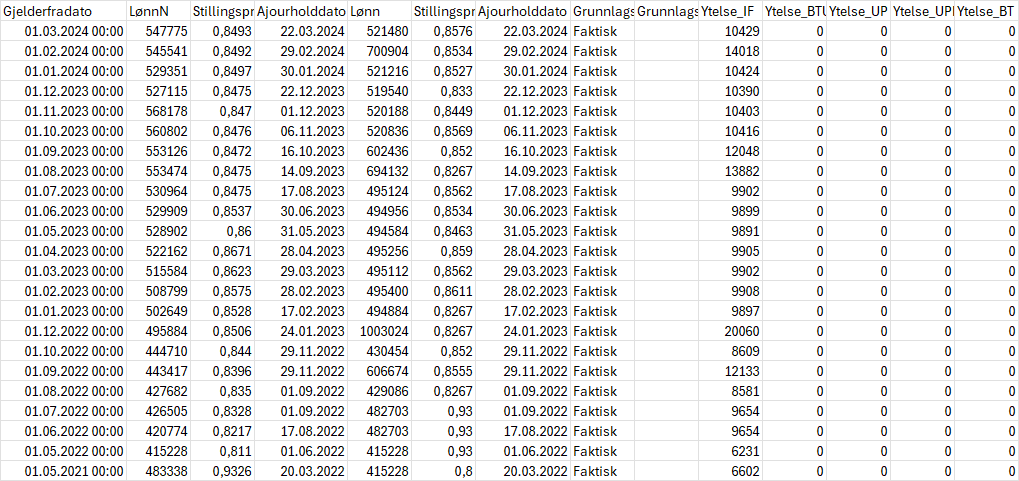 Gjelderfradato LønnN Stillingspr Ajourholddato Lønn Stillingspr Ajourholddato Grunnlags Grunnlags Ytelse_IF Ytelse_BTU Ytelse_UP Ytelse_UPI Ytelse_BT
01.03.2024 00:00 547775 0,8493 22.03.2024 521480 0,8576 22.03.2024 Faktisk 10429 0 0 0 0
01.02.2024 00:00 545541 0,8492 29.02.2024 700904 0,8534 29.02.2024 Faktisk 14018 0 0 0 0
01.01.2024 00:00 529351 0,8497 30.01.2024 521216 0,8527 30.01.2024 Faktisk 10424 0 0 0 0
01.12.2023 00:00 527115 0,8475 22.12.2023 519540 0,833 22.12.2023 Faktisk 10390 0 0 0 0
01.11.2023 00:00 568178 0,847 01.12.2023 520188 0,8449 01.12.2023 Faktisk 10403 0 0 0 0
01.10.2023 00:00 560802 0,8476 06.11.2023 520836 0,8569 06.11.2023 Faktisk 10416 0 0 0 0
01.09.2023 00:00 553126 0,8472 16.10.2023 602436 0,852 16.10.2023 Faktisk 12048 0 0 0 0
01.08.2023 00:00 553474 0,8475 14.09.2023 694132 0,8267 14.09.2023 Faktisk 13882 0 0 0 0
01.07.2023 00:00 530964 0,8475 17.08.2023 495124 0,8562 17.08.2023 Faktisk 9902 0 0 0 0
01.06.2023 00:00 529909 0,8537 30.06.2023 494956 0,8534 30.06.2023 Faktisk 9899 0 0 0 0
01.05.2023 00:00 528902 0,86 31.05.2023 494584 0,8463 31.05.2023 Faktisk 9891 0 0 0 0
01.04.2023 00:00 522162 0,8671 28.04.2023 495256 0,859 28.04.2023 Faktisk 9905 0 0 0 0
01.03.2023 00:00 515584 0,8623 29.03.2023 495112 0,8562 29.03.2023 Faktisk 9902 0 0 0 0
01.02.2023 00:00 508799 0,8575 28.02.2023 495400 0,8611 28.02.2023 Faktisk 9908 0 0 0 0
01.01.2023 00:00 502649 0,8528 17.02.2023 494884 0,8267 17.02.2023 Faktisk 9897 0 0 0 0
01.12.2022 00:00 495884 0,8506 24.01.2023 1003024 0,8267 24.01.2023 Faktisk 20060 0 0 0 0
01.10.2022 00:00 444710 0,844 29.11.2022 430454 0,852 29.11.2022 Faktisk 8609 0 0 0 0
01.09.2022 00:00 443417 0,8396 29.11.2022 606674 0,8555 29.11.2022 Faktisk 12133 0 0 0 0
01.08.2022 00:00 427682 0,835 01.09.2022 429086 0,8267 01.09.2022 Faktisk 8581 0 0 0 0
01.07.2022 00:00 426505 0,8328 01.09.2022 482703 0,93 01.09.2022 Faktisk 9654 0 0 0 0
01.06.2022 00:00 420774 0,8217 17.08.2022 482703 0,93 17.08.2022 Faktisk 9654 0 0 0 0
01.05.2022 00:00 415228 0,811 01.06.2022 415228 0,93 01.06.2022 Faktisk 6231 0 0 0 0
01.05.2021 00:00 483338 0,9326 20.03.2022 415228 0,8 20.03.2022 Faktisk 6602 0 0 0 0